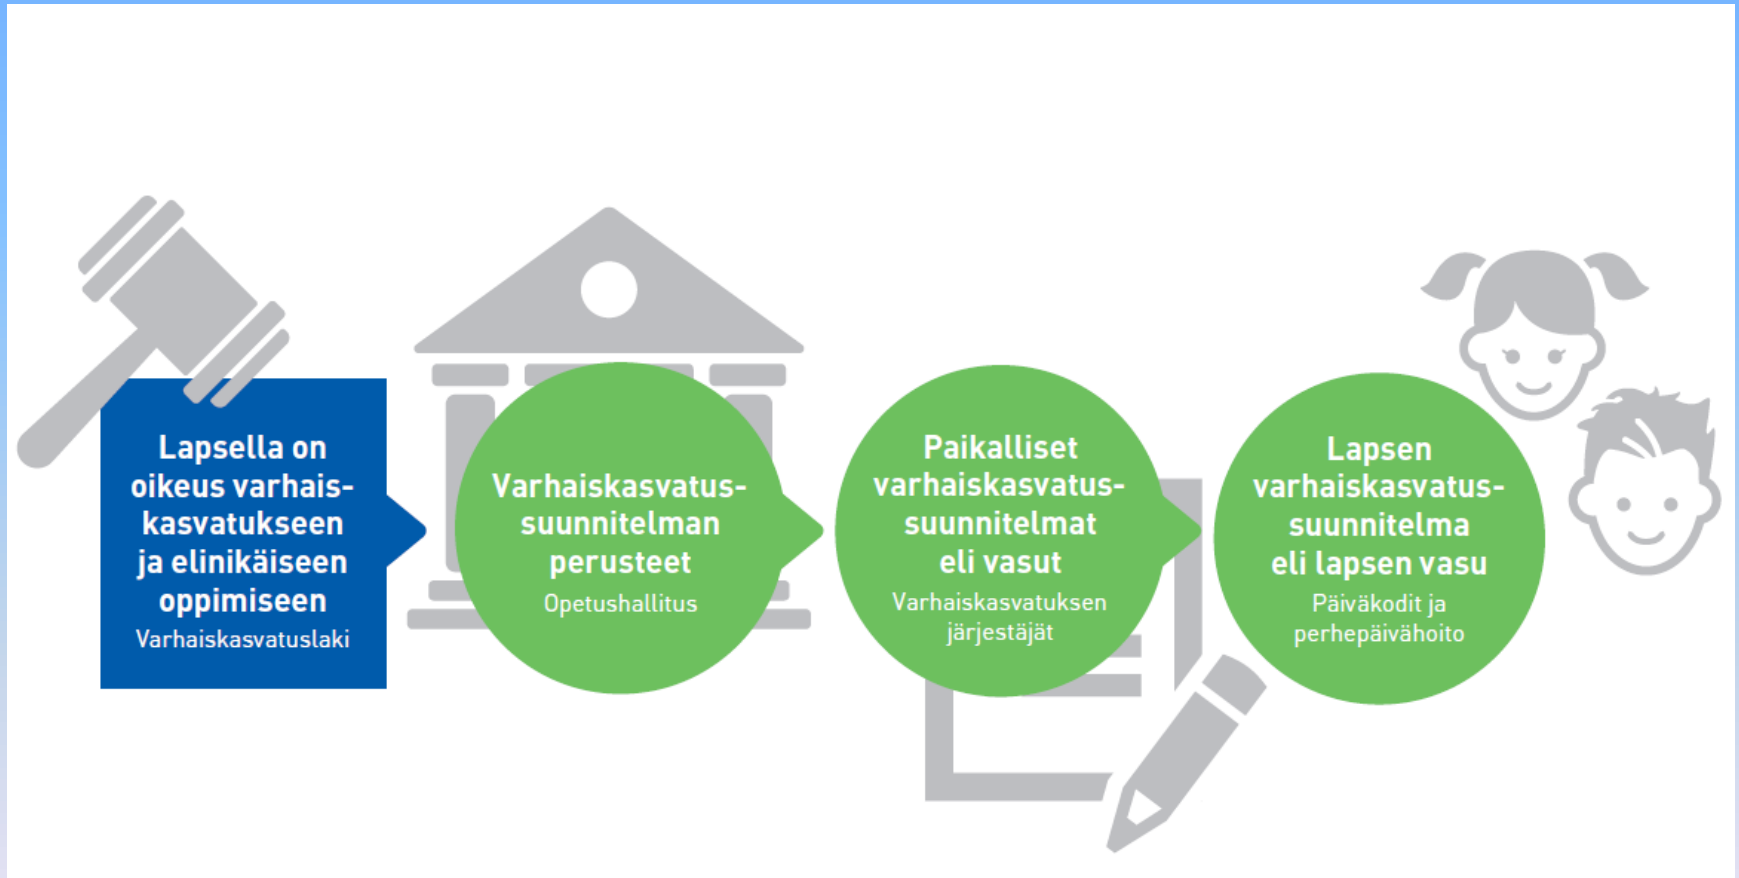 Lapsella on
oikeus varhais-
kasvatukseen
ja elinikäiseen
oppimiseen
Varhaiskasvatuslaki
Varhaiskasvatus-
suunnitelman
perusteet
Opetushallitus
Paikalliset
varhaiskasvatus-
suunnitelmat
eli vasut
Varhaiskasvatuksen
järjestäjät
Lapsen
varhaiskasvatus-
suunnitelma
eli lapsen vasu
Päiväkodit ja
perhepäivähoito